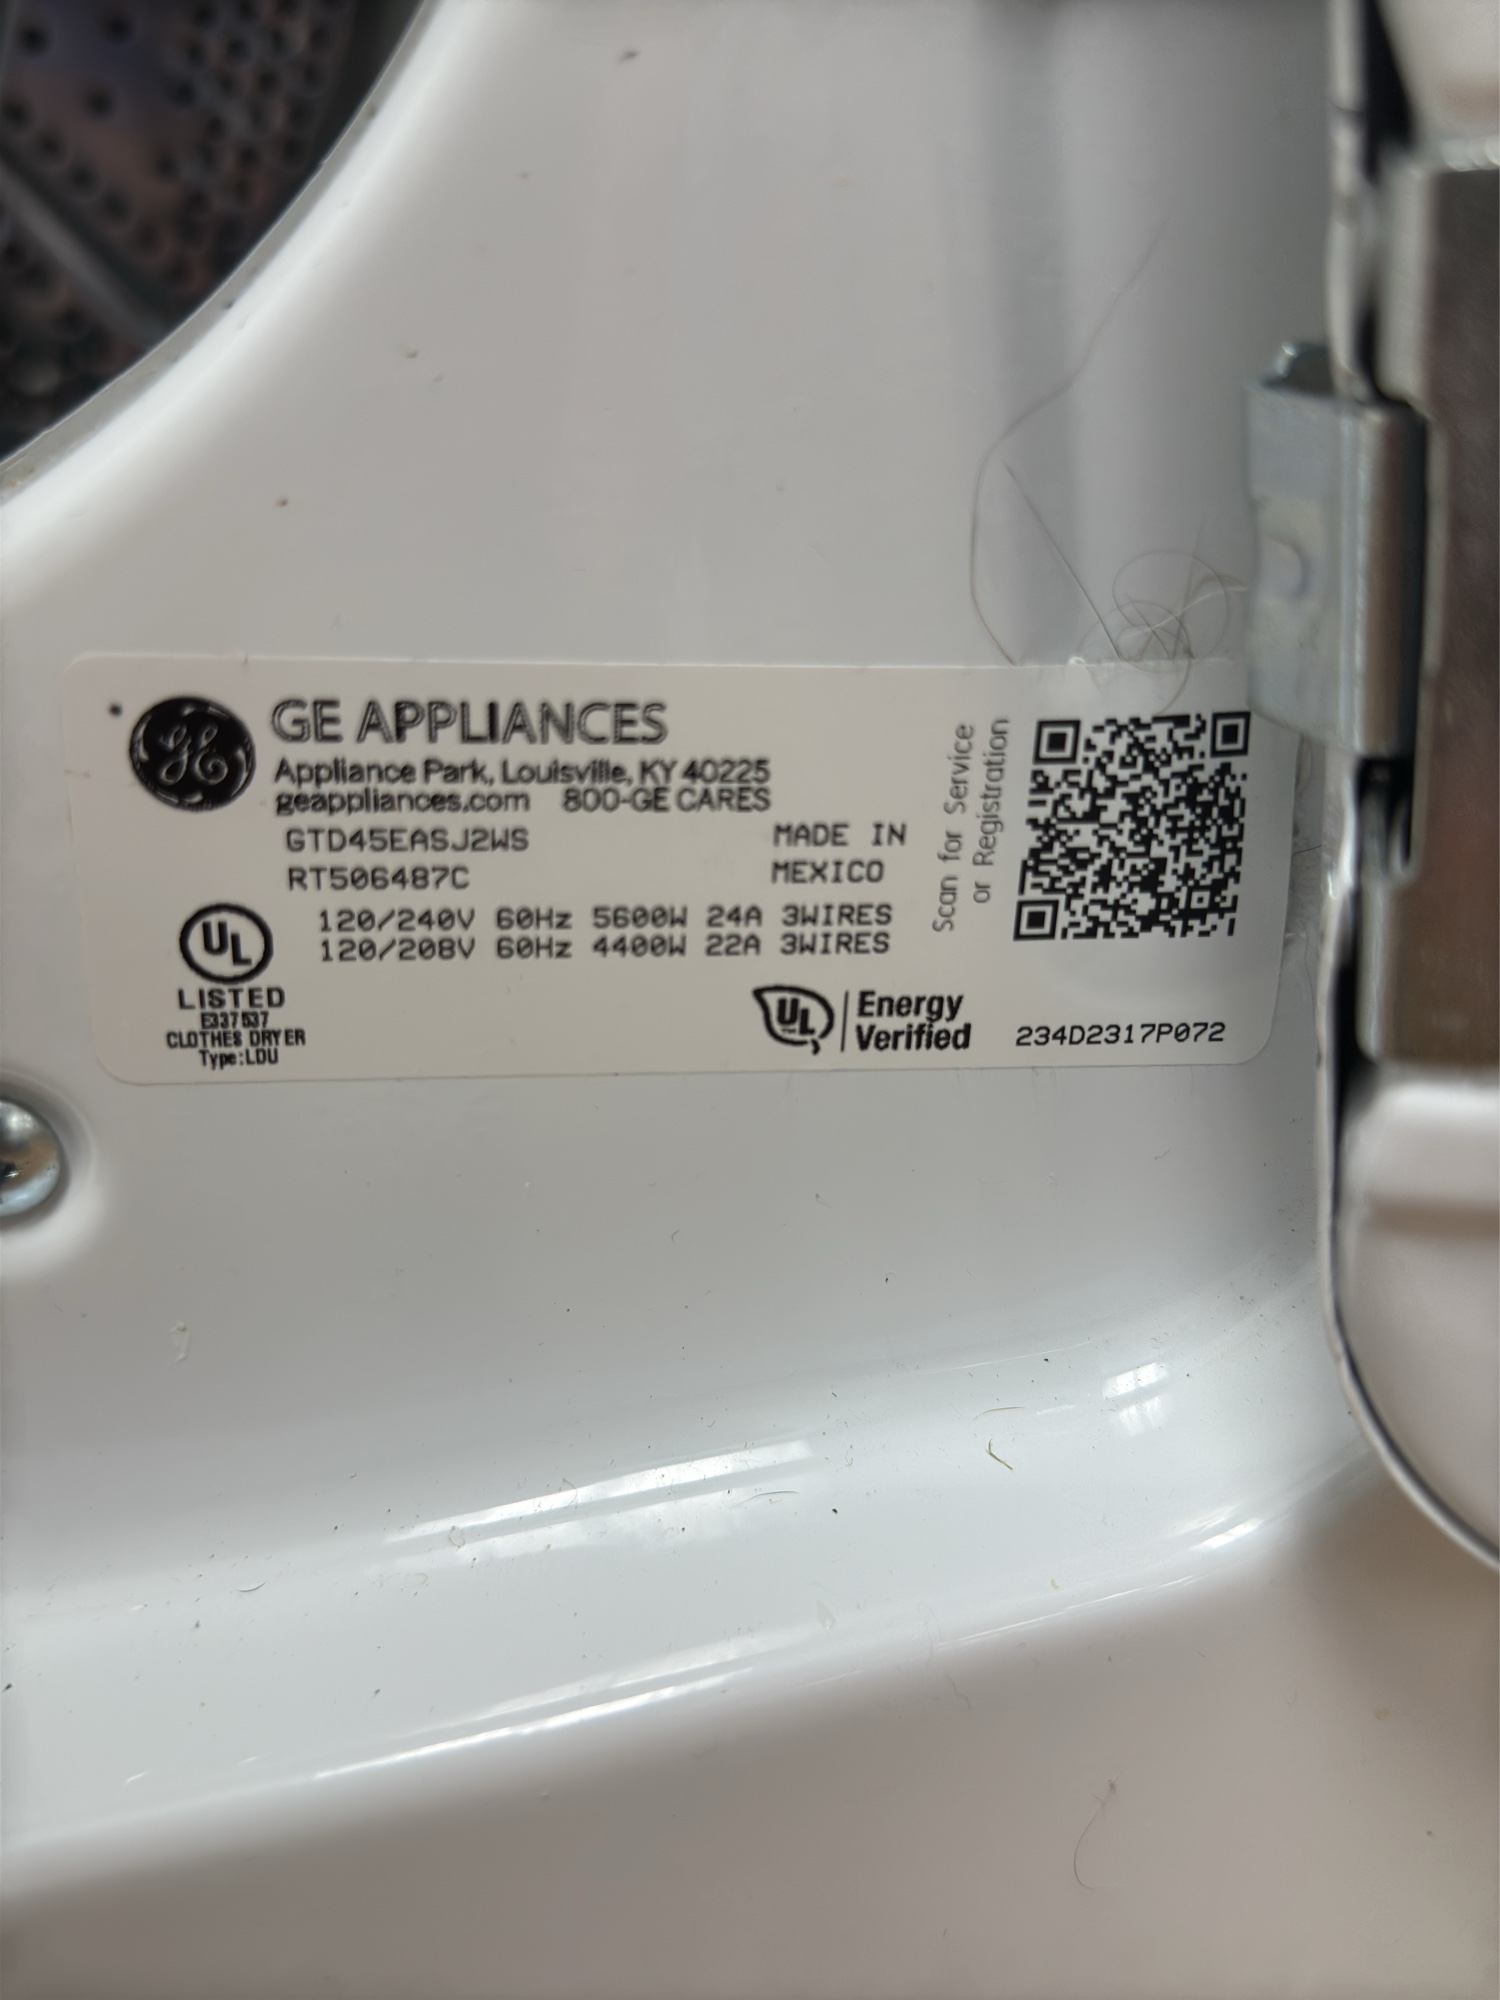 GE APPLIANCES
Appliance Park, Louisville, KY 40225
geappliances.com 800-GE CARES
GTD45EASJ2WS MADE IN
RT506487C MEXICO
120/240V 60Hz 5600W 24A 3WIRES
120/208V 60Hz 4400W 22A 3WIRES
UL
LISTED
E337537
CLOTHES DRYER
Type:LDU
UL Energy
Verified
Scan for Service
or Registration
234D2317P072